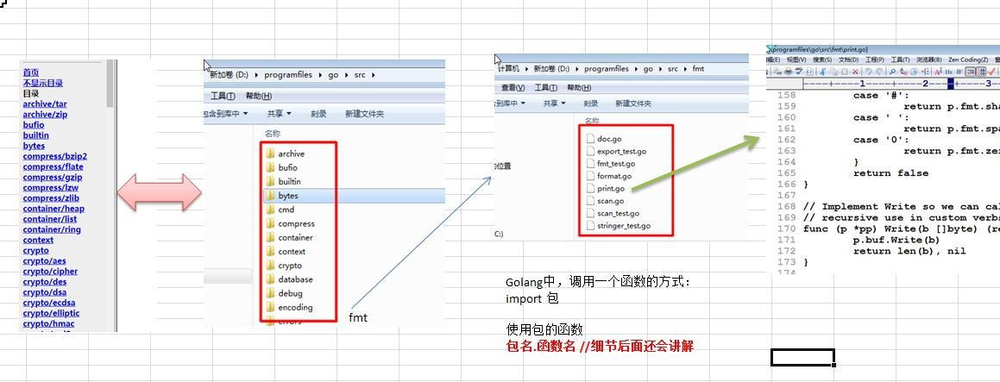 首页
不显示目录
目录
archive/tar
archive/zip
bufio
builtin
bytes
compress/bzip2
compress/flate
compress/gzip
compress/lzw
compress/zlib
container/heap
container/list
container/ring
context
crypto
crypto/aes
crypto/cipher
crypto/des
crypto/dsa
crypto/ecdsa
crypto/elliptic
crypto/hmac
新加卷 (D:) programfiles go src
工具(T) 帮助(H)
包含到库中 共享 刻录 新建文件夹
名称
archive
bufio
builtin
bytes
cmd
compress
container
context
crypto
database
debug
encoding
errors
fmt
计算机 新加卷 (D:) programfiles go src fmt
查看(V) 工具(T) 帮助(H)
含到库中 共享 刻录 新建文件夹
名称
的位置
C:)
doc.go
export_test.go
fmt_test.go
format.go
print.go
scan.go
scan_test.go
stringer_test.go
Golang中，调用一个函数的方式：
import 包
使用包的函数
包名.函数名 //细节后面还会讲解
\programfiles\go\src\fmt\print.go]
视图(V) 搜索(S) 文档(D) 工程(P) 工具(T) 浏览器(B) Zen Coding(Z)
1 2 3
158 case '#':
159 return p.fmt.sha
160 case ' ':
161 return p.fmt.spa
162 case '0':
163 return p.fmt.zer
164 }
165 return false
166 }
167
168 // Implement Write so we can cal
169 // recursive use in custom verbs
170 func (p *pp) Write(b []byte) (re
171 p.buf.Write(b)
172 return len(b), nil
173 }
174